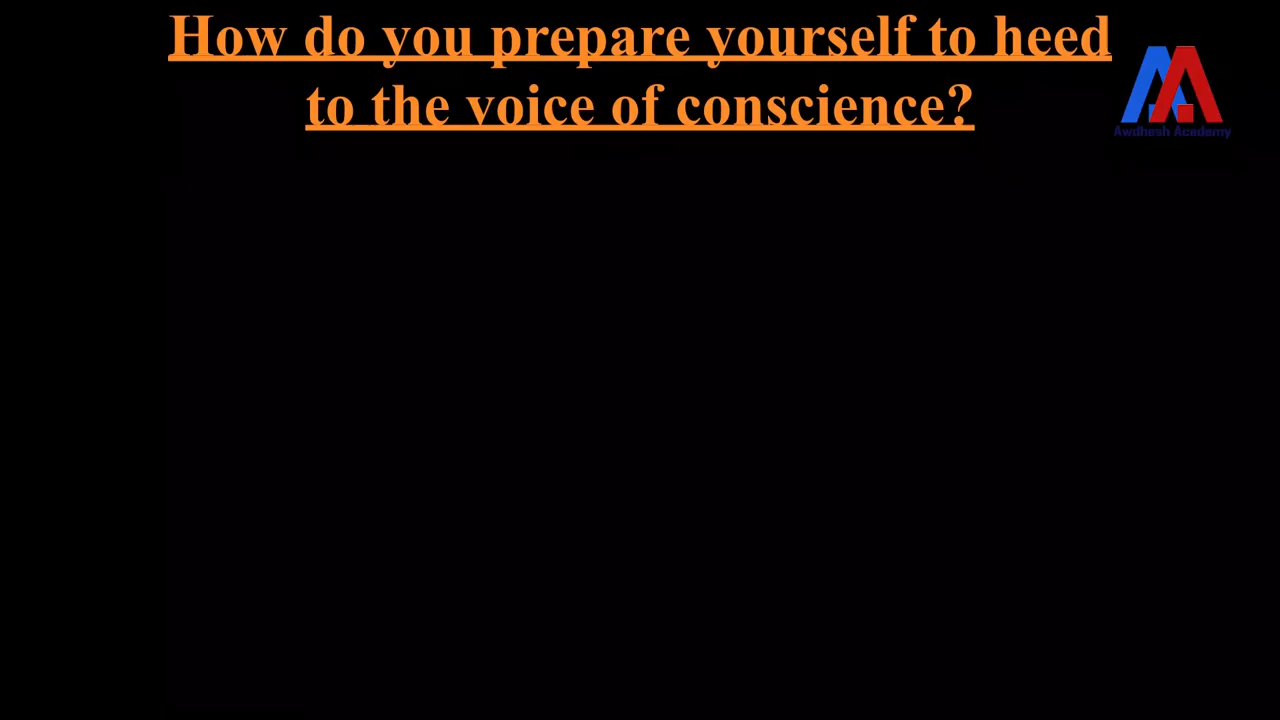 How do you prepare yourself to heed
to the voice of conscience?
Awdhesh Academy